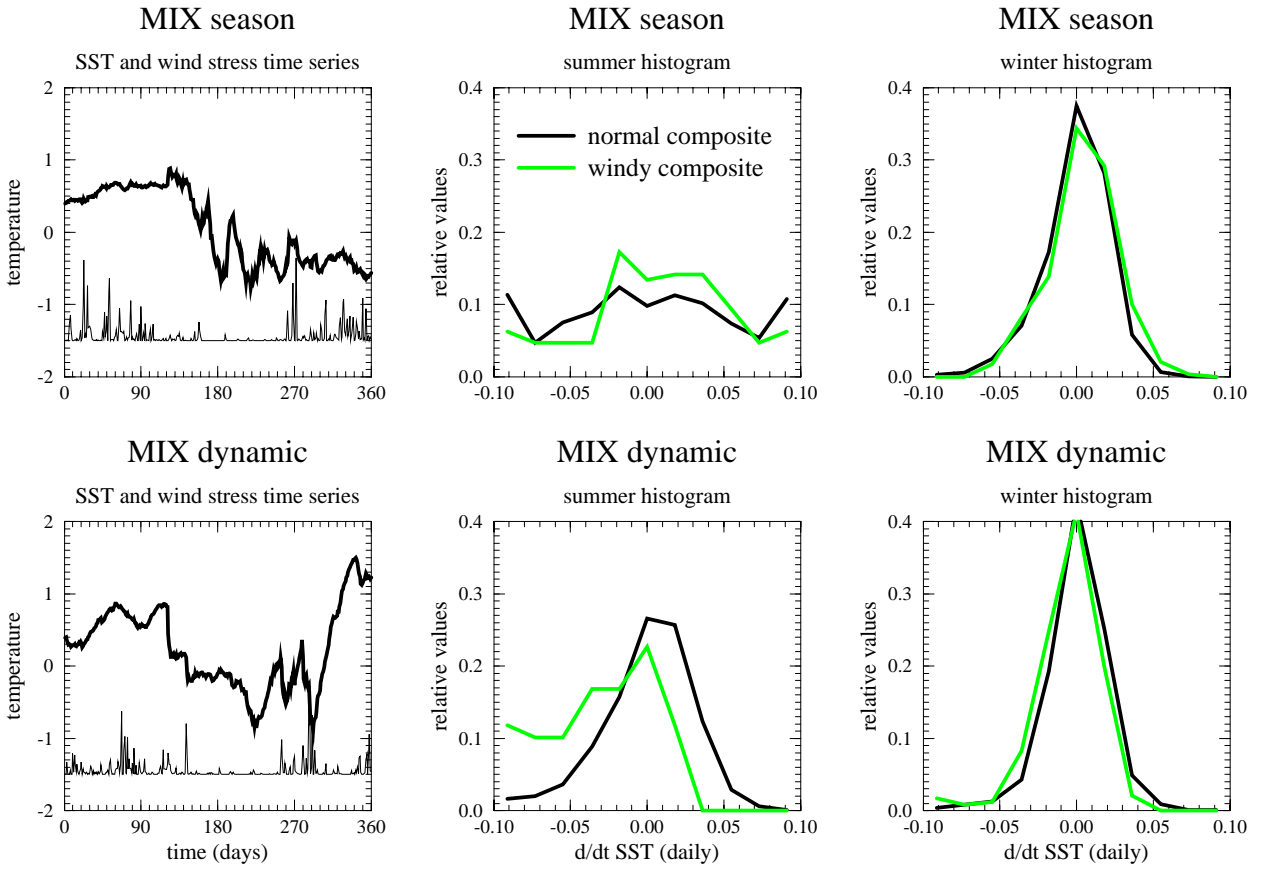 MIX season
SST and wind stress time series
temperature
2
1
0
-1
-2
0 90 180 270 360
MIX season
summer histogram
normal composite
windy composite
relative values
0.4
0.3
0.2
0.1
0.0
-0.10 -0.05 0.00 0.05 0.10
MIX season
winter histogram
relative values
0.4
0.3
0.2
0.1
0.0
-0.10 -0.05 0.00 0.05 0.10
MIX dynamic
SST and wind stress time series
temperature
2
1
0
-1
-2
0 90 180 270 360
time (days)
MIX dynamic
summer histogram
relative values
0.4
0.3
0.2
0.1
0.0
-0.10 -0.05 0.00 0.05 0.10
d/dt SST (daily)
MIX dynamic
winter histogram
relative values
0.4
0.3
0.2
0.1
0.0
-0.10 -0.05 0.00 0.05 0.10
d/dt SST (daily)